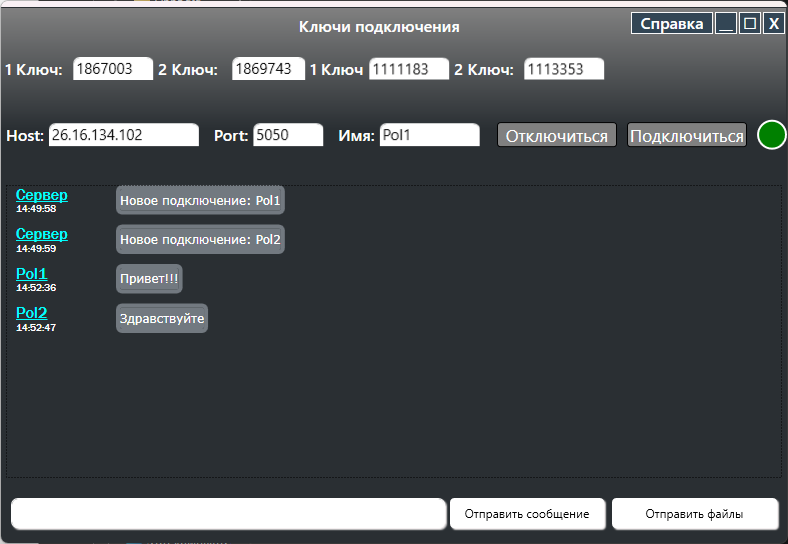 Ключи подключения
Справка __ □ X
1 Ключ: 1867003 2 Ключ: 1869743 1 Ключ 1111183 2 Ключ: 1113353
Host: 26.16.134.102 Port: 5050 Имя: Pol1 Отключиться Подключиться
Сервер Новое подключение: Pol1
14:49:58
Сервер Новое подключение: Pol2
14:49:59
Pol1 Привет!!!
14:52:36
Pol2 Здравствуйте
14:52:47
Отправить сообщение Отправить файлы